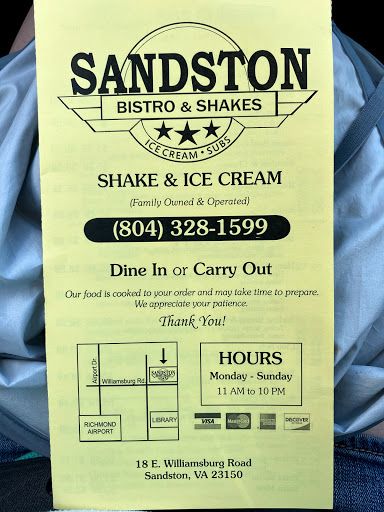 SANDSTON
BISTRO & SHAKES
ICE CREAM • SUBS
SHAKE & ICE CREAM
(Family Owned & Operated)
(804) 328-1599
Dine In or Carry Out
Our food is cooked to your order and may take time to prepare.
We appreciate your patience.
Thank You!
Airport Dr.
Williamsburg Rd.
SANDSTON
RICHMOND
AIRPORT
LIBRARY
HOURS
Monday - Sunday
11 AM to 10 PM
VISA
MasterCard
DISCOVER
18 E. Williamsburg Road
Sandston, VA 23150